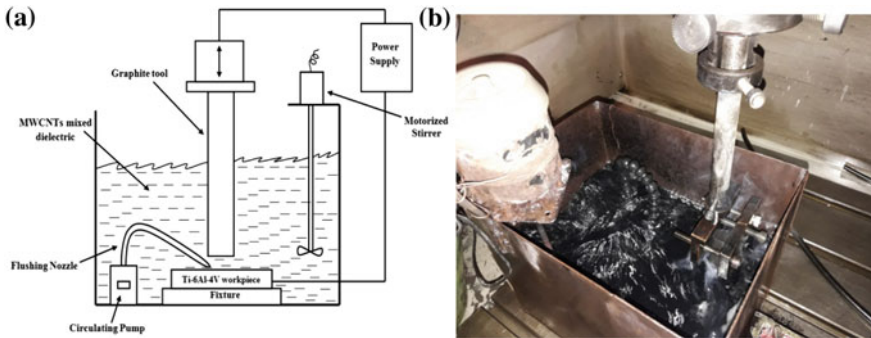 (a)
Power
Supply
Graphite tool
MWCNTs mixed
dielectric
Motorized
Stirrer
Flushing Nozzle
Ti-6Al-4V workpiece
Fixture
Circulating Pump
(b)